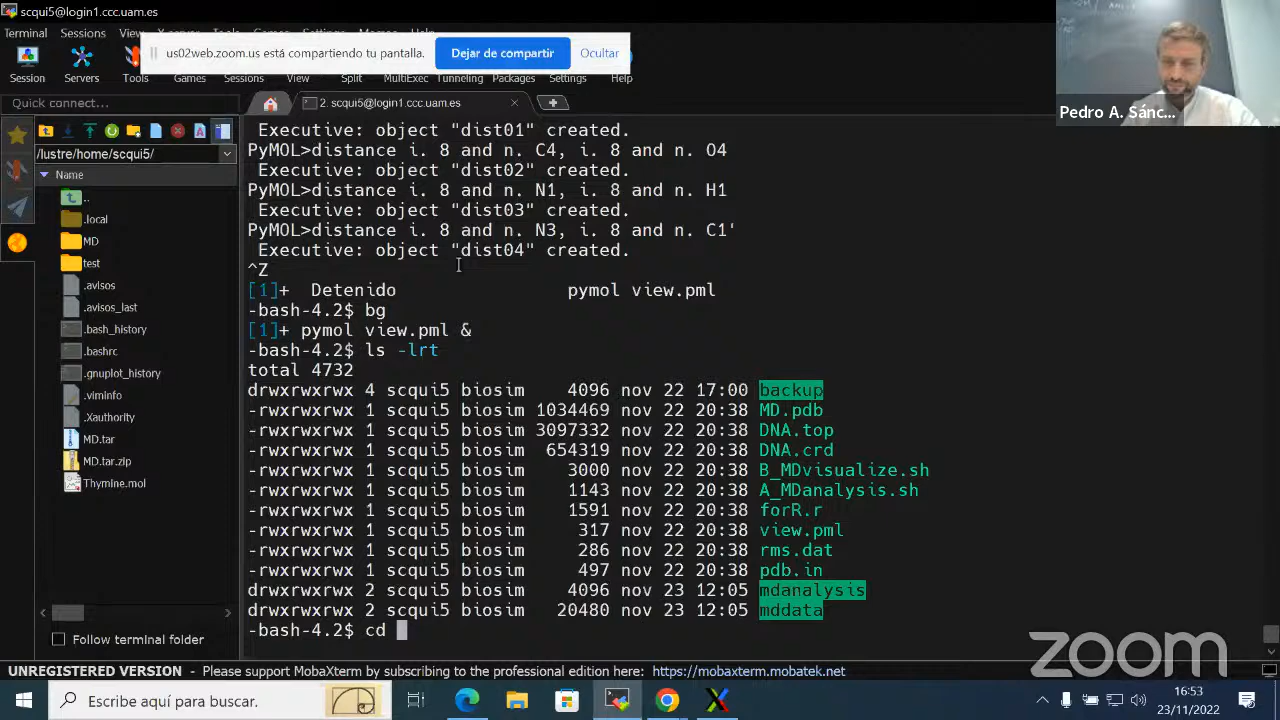 scqui5@login1.ccc.uam.es
Terminal Sessions
us02web.zoom.us está compartiendo tu pantalla. Dejar de compartir Ocultar
Session Servers Tools Games Sessions View Split MultiExec Tunneling Packages Settings Help
Quick connect...
2. scqui5@login1.ccc.uam.es
Pedro A. Sánc...
/lustre/home/scqui5/
Name
..
.local
MD
test
.avisos
.avisos_last
.bash_history
.bashrc
.gnuplot_history
.viminfo
.Xauthority
MD.tar
MD.tar.zip
Thymine.mol
Follow terminal folder
Executive: object "dist01" created.
PyMOL>distance i. 8 and n. C4, i. 8 and n. O4
Executive: object "dist02" created.
PyMOL>distance i. 8 and n. N1, i. 8 and n. H1
Executive: object "dist03" created.
PyMOL>distance i. 8 and n. N3, i. 8 and n. C1'
Executive: object "dist04" created.
^Z
[1]+ Detenido pymol view.pml
-bash-4.2$ bg
[1]+ pymol view.pml &
-bash-4.2$ ls -lrt
total 4732
drwxrwxrwx 4 scqui5 biosim 4096 nov 22 17:00 backup
-rwxrwxrwx 1 scqui5 biosim 1034469 nov 22 20:38 MD.pdb
-rwxrwxrwx 1 scqui5 biosim 3097332 nov 22 20:38 DNA.top
-rwxrwxrwx 1 scqui5 biosim 654319 nov 22 20:38 DNA.crd
-rwxrwxrwx 1 scqui5 biosim 3000 nov 22 20:38 B_MDvisualize.sh
-rwxrwxrwx 1 scqui5 biosim 1143 nov 22 20:38 A_MDanalysis.sh
-rwxrwxrwx 1 scqui5 biosim 1591 nov 22 20:38 forR.r
-rwxrwxrwx 1 scqui5 biosim 317 nov 22 20:38 view.pml
-rwxrwxrwx 1 scqui5 biosim 286 nov 22 20:38 rms.dat
-rwxrwxrwx 1 scqui5 biosim 497 nov 22 20:38 pdb.in
drwxrwxrwx 2 scqui5 biosim 4096 nov 23 12:05 mdanalysis
drwxrwxrwx 2 scqui5 biosim 20480 nov 23 12:05 mddata
-bash-4.2$ cd
zoom
UNREGISTERED VERSION - Please support MobaXterm by subscribing to the professional edition here: https://mobaxterm.mobatek.net
Escribe aquí para buscar.
16:53
23/11/2022